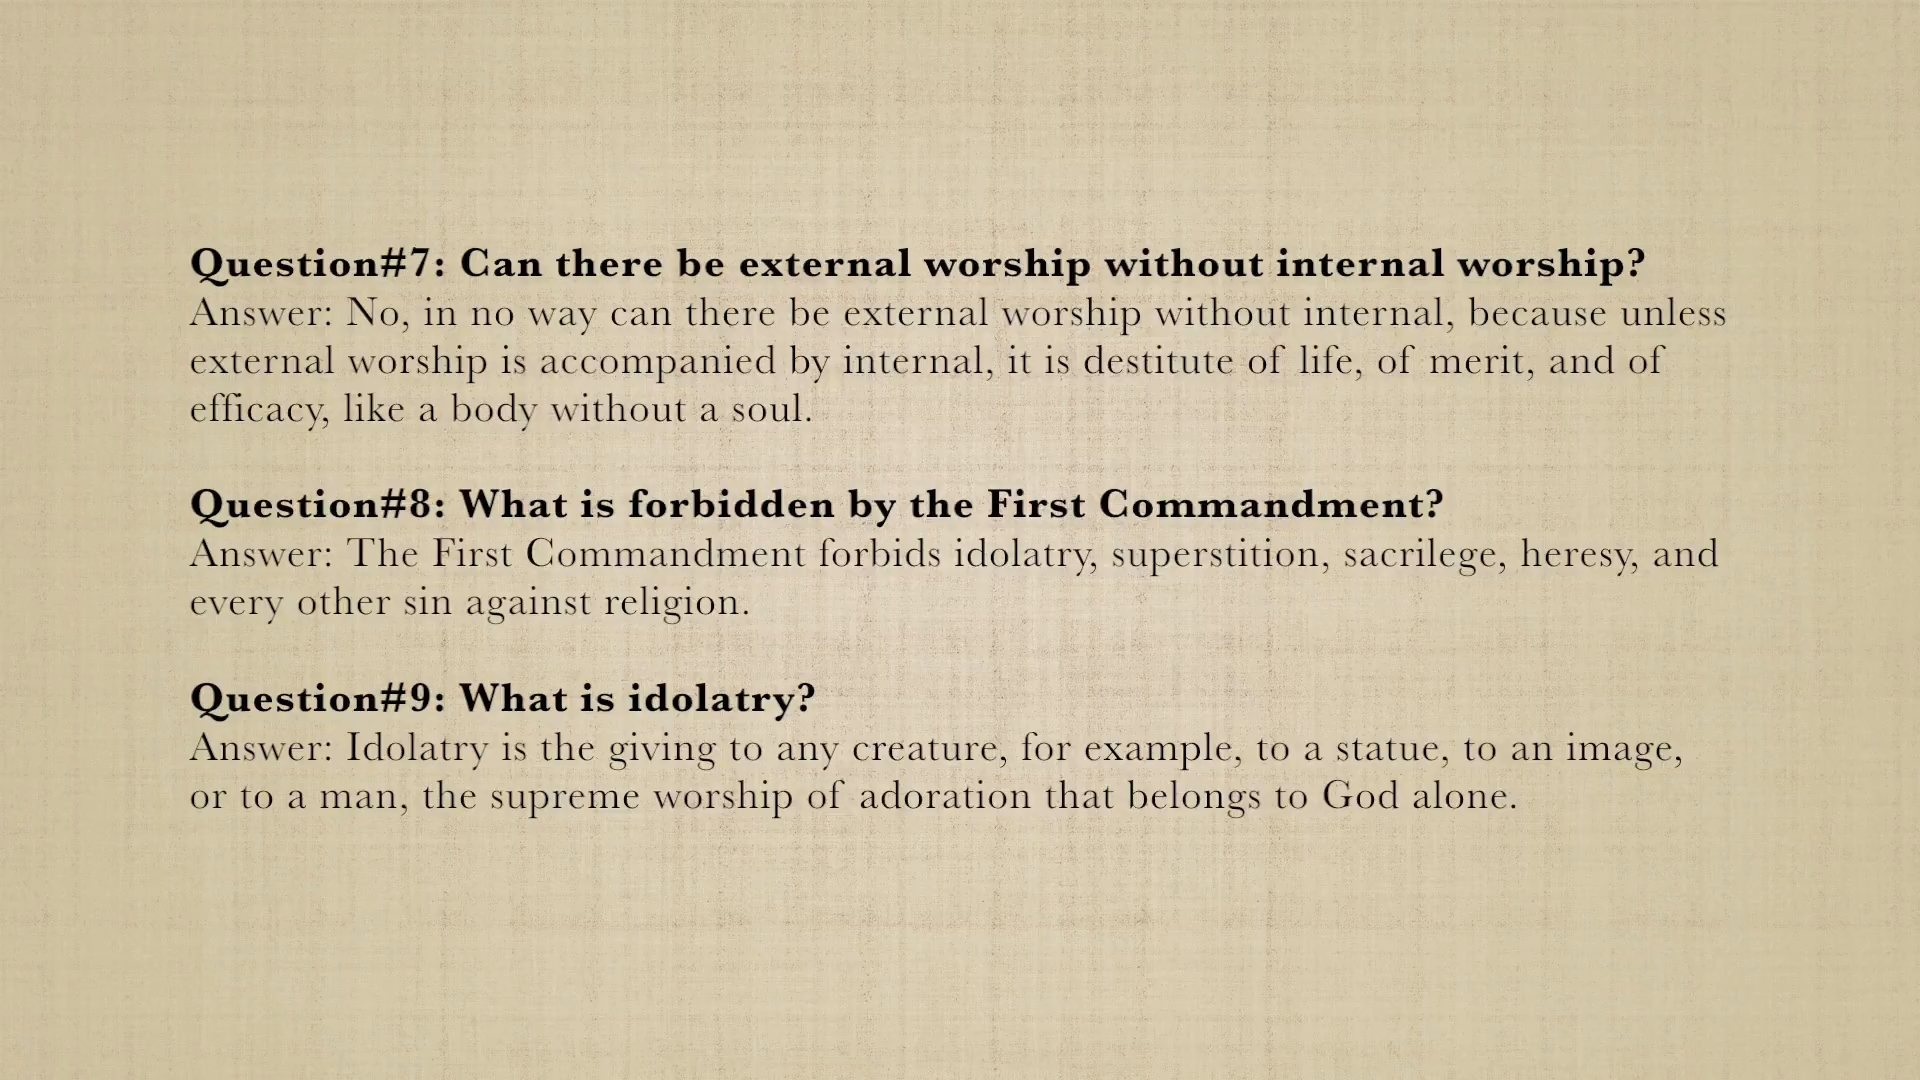 Question#7: Can there be external worship without internal worship?
Answer: No, in no way can there be external worship without internal, because unless
external worship is accompanied by internal, it is destitute of life, of merit, and of
efficacy, like a body without a soul.
Question#8: What is forbidden by the First Commandment?
Answer: The First Commandment forbids idolatry, superstition, sacrilege, heresy, and
every other sin against religion.
Question#9: What is idolatry?
Answer: Idolatry is the giving to any creature, for example, to a statue, to an image,
or to a man, the supreme worship of adoration that belongs to God alone.